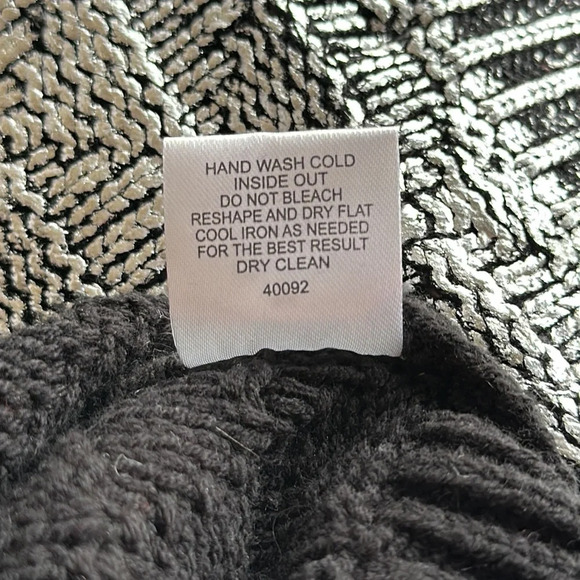 HAND WASH COLD
INSIDE OUT
DO NOT BLEACH
RESHAPE AND DRY FLAT
COOL IRON AS NEEDED
FOR THE BEST RESULT
DRY CLEAN
40092